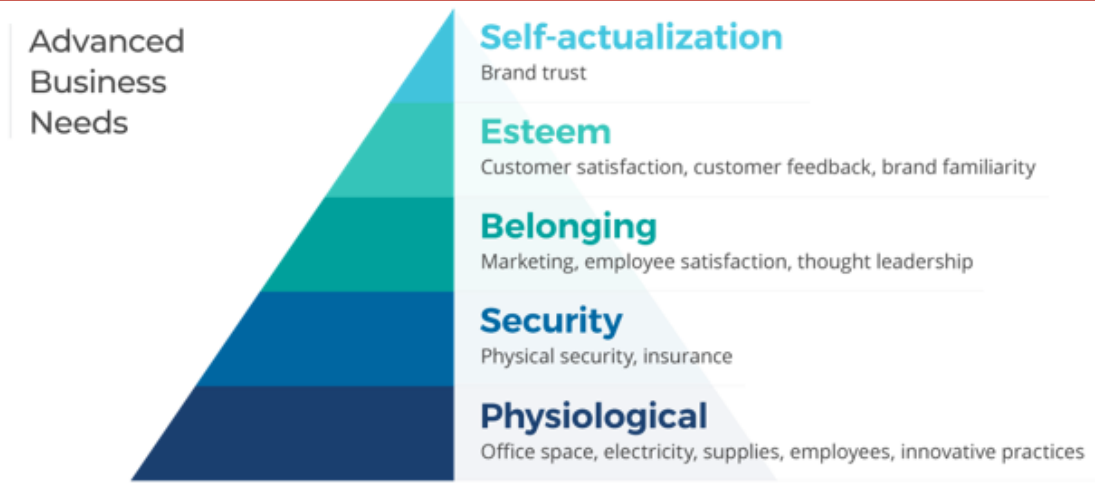 Advanced
Business
Needs
Self-actualization
Brand trust
Esteem
Customer satisfaction, customer feedback, brand familiarity
Belonging
Marketing, employee satisfaction, thought leadership
Security
Physical security, insurance
Physiological
Office space, electricity, supplies, employees, innovative practices